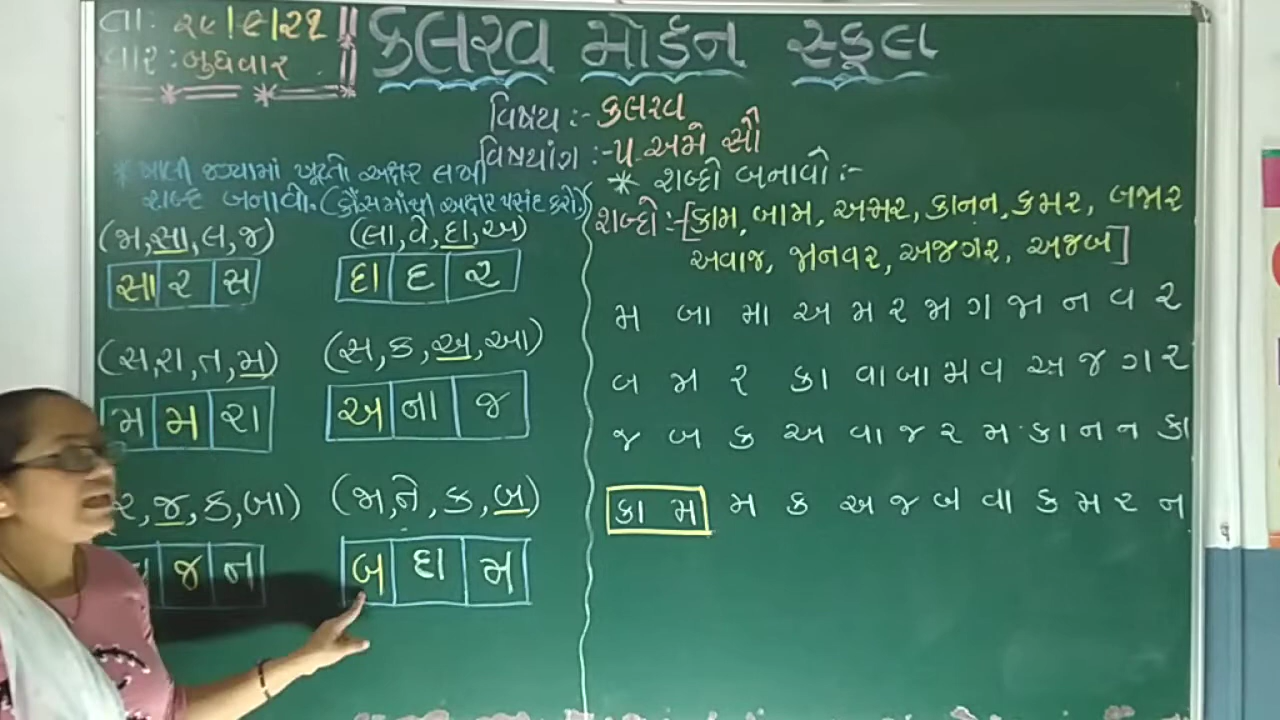 તા: ૨૯/૯/૨૧
વાર: બુધવાર
કલરવ મોર્ડન સ્કૂલ
વિષય:- કલરવ
વિષયાંગ:- ૫. અમે સૌ
* ખાલી જગ્યામાં ખૂટતો અક્ષર લખી
શબ્દ બનાવો. (કૌંસમાંથી અક્ષર પસંદ કરો.)
(મ, સા, લ, જ)
સા ર સ
(લા, વે, દા, અ)
દા દ ર
(સ, રા, ત, મ)
મ મ રા
(સ, ક, અ, આ)
અ ના જ
ર, જ, ક, બા)
જ ન
(જા, ને, ક, બ)
બ દા મ
* શબ્દો બનાવો:-
શબ્દો:- [કામ, બામ, અમર, કાનન, કમર, બજાર
અવાજ, જાનવર, અજગર, અજબ]
મ બા મા અ મ ર જા ગ જા ન વ ર
બ મ ર કા વા બા મ વ અ જ ગ ર
જ બ ક અ વા જ ર મ કા ન ન કા
કા મ મ ક અ જ બ વા ક મ ર ન